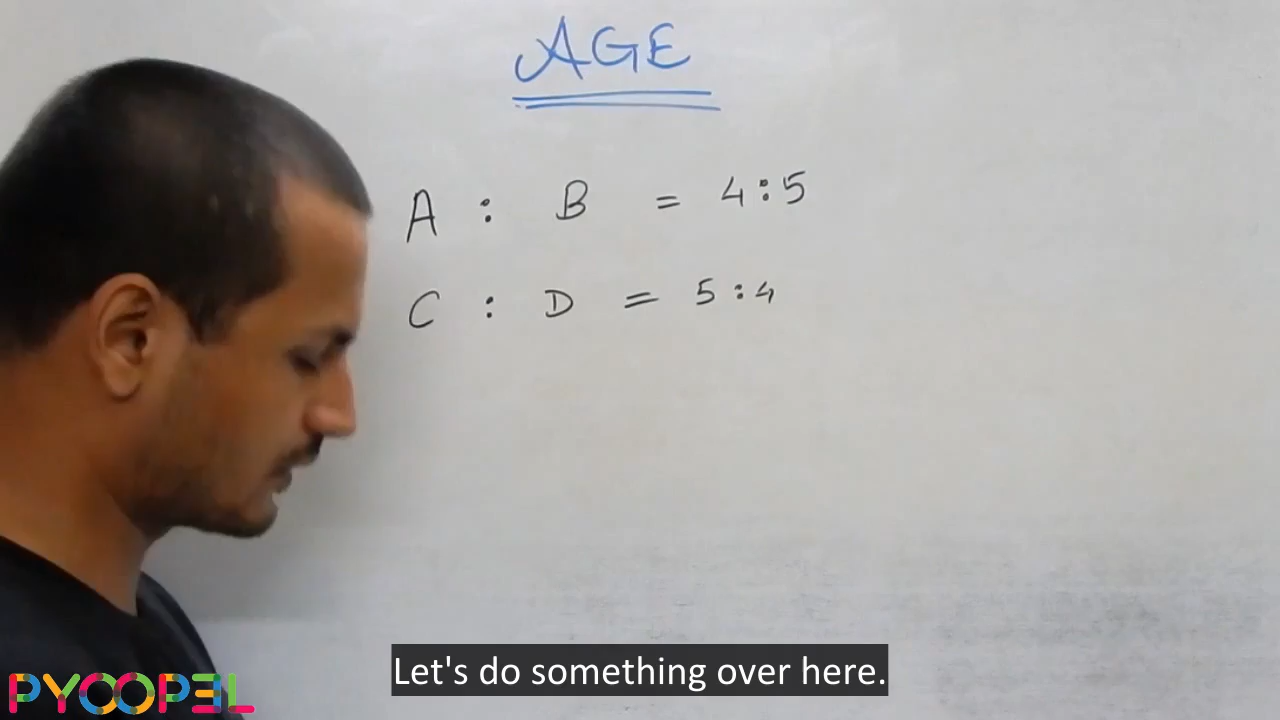 AGE
A : B = 4:5
C : D = 5:4
Let's do something over here.
PYOOPEL